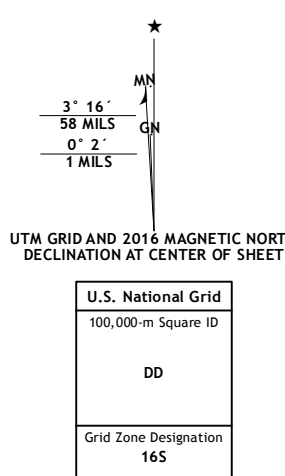 ★
MN
3° 16´
58 MILS
GN
0° 2´
1 MILS
UTM GRID AND 2016 MAGNETIC NORT
DECLINATION AT CENTER OF SHEET
U.S. National Grid
100,000-m Square ID
DD
Grid Zone Designation
16S